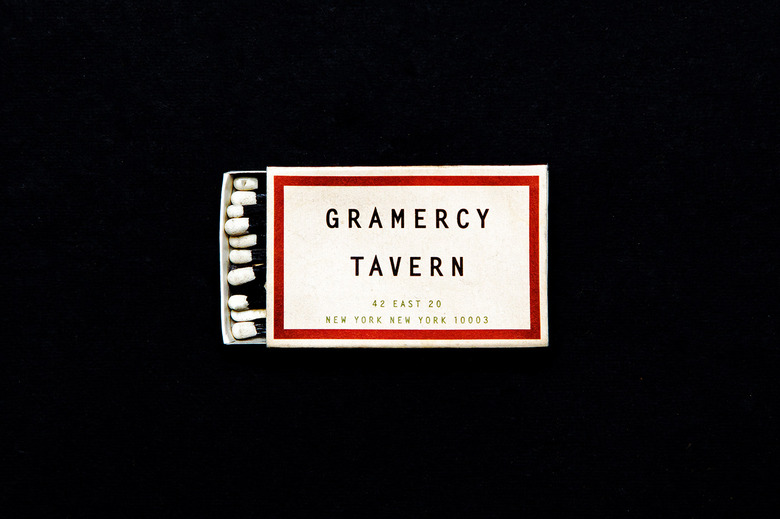 GRAMERCY
TAVERN
42 EAST 20
NEW YORK NEW YORK 10003